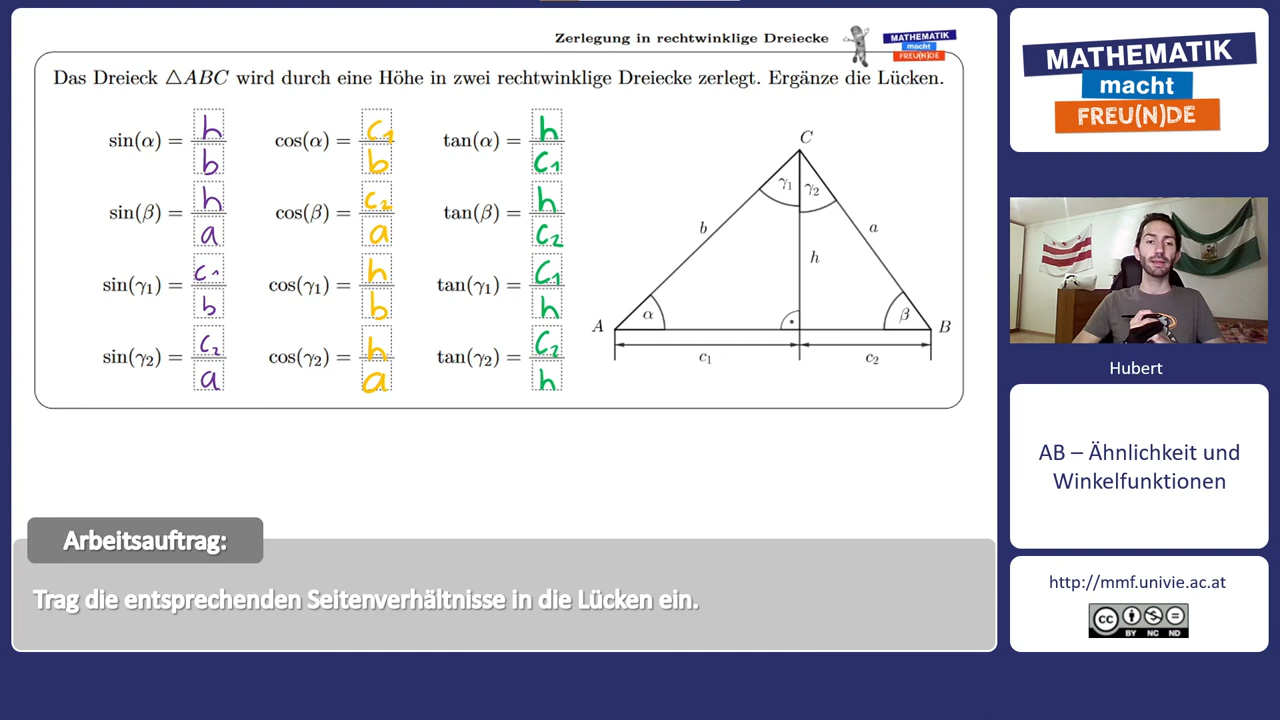 Zerlegung in rechtwinklige Dreiecke
MATHEMATIK
macht
FREU(N)DE
Das Dreieck △ABC wird durch eine Höhe in zwei rechtwinklige Dreiecke zerlegt. Ergänze die Lücken.
sin(α) = h/b cos(α) = c₁/b tan(α) = h/c₁
sin(β) = h/a cos(β) = c₂/a tan(β) = h/c₂
sin(γ₁) = c₁/b cos(γ₁) = h/b tan(γ₁) = c₁/h
sin(γ₂) = c₂/a cos(γ₂) = h/a tan(γ₂) = c₂/h
C
γ₁ γ₂
b a
h
A α β B
c₁ c₂
Arbeitsauftrag:
Trag die entsprechenden Seitenverhältnisse in die Lücken ein.
MATHEMATIK
macht
FREU(N)DE
Hubert
AB – Ähnlichkeit und
Winkelfunktionen
http://mmf.univie.ac.at
cc
BY NC ND